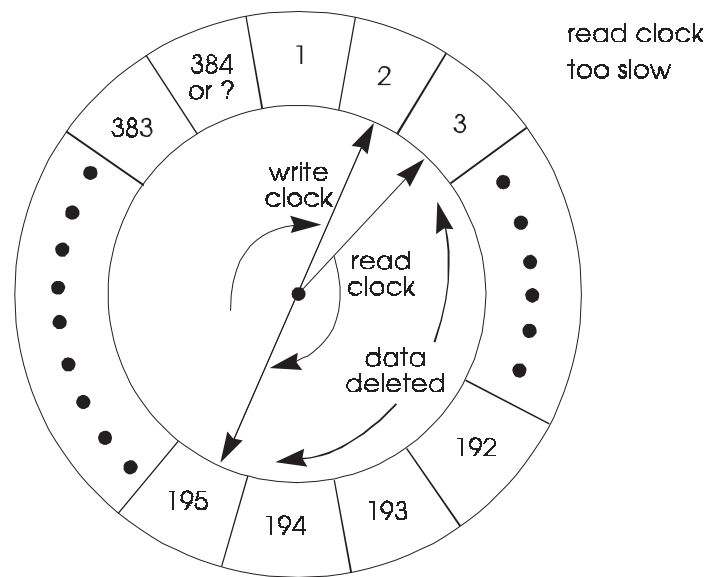 read clock
too slow
1
2
3
384
or ?
383
write
clock
read
clock
data
deleted
192
193
194
195